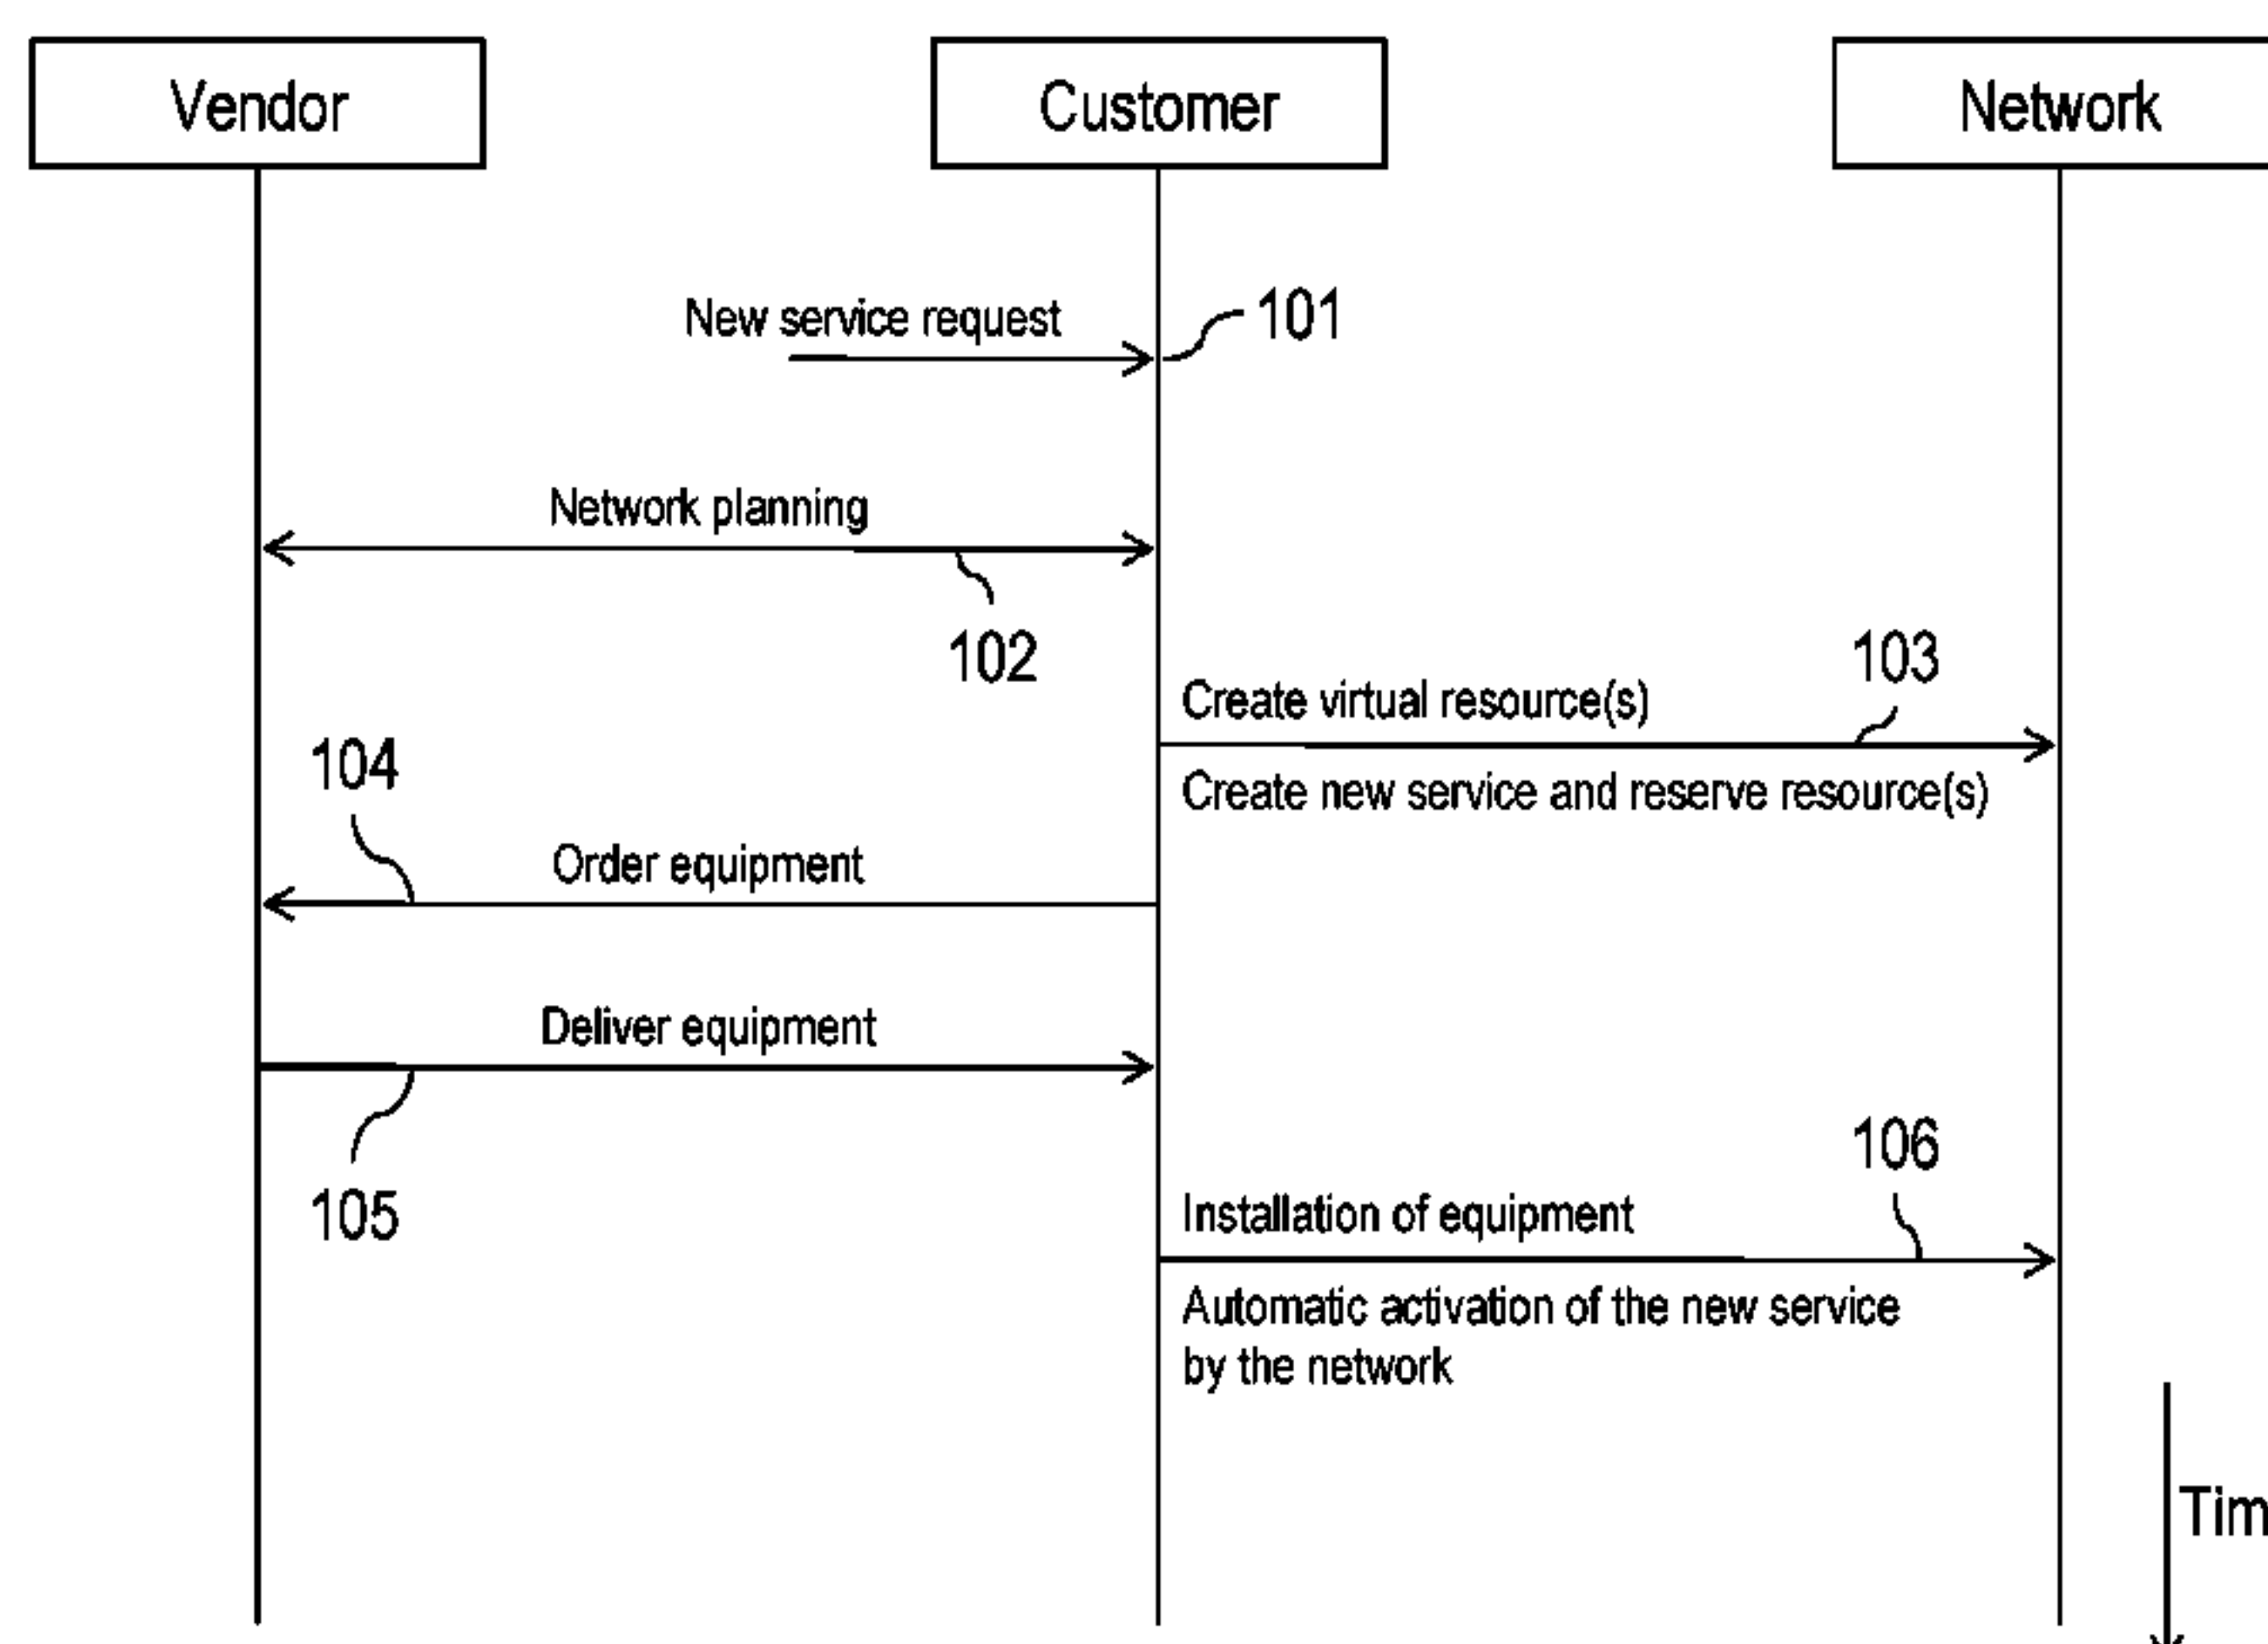 Vendor
Customer
Network
New service request
101
Network planning
102
103
Create virtual resource(s)
104
Create new service and reserve resource(s)
Order equipment
Deliver equipment
105
106
Installation of equipment
Automatic activation of the new service
by the network